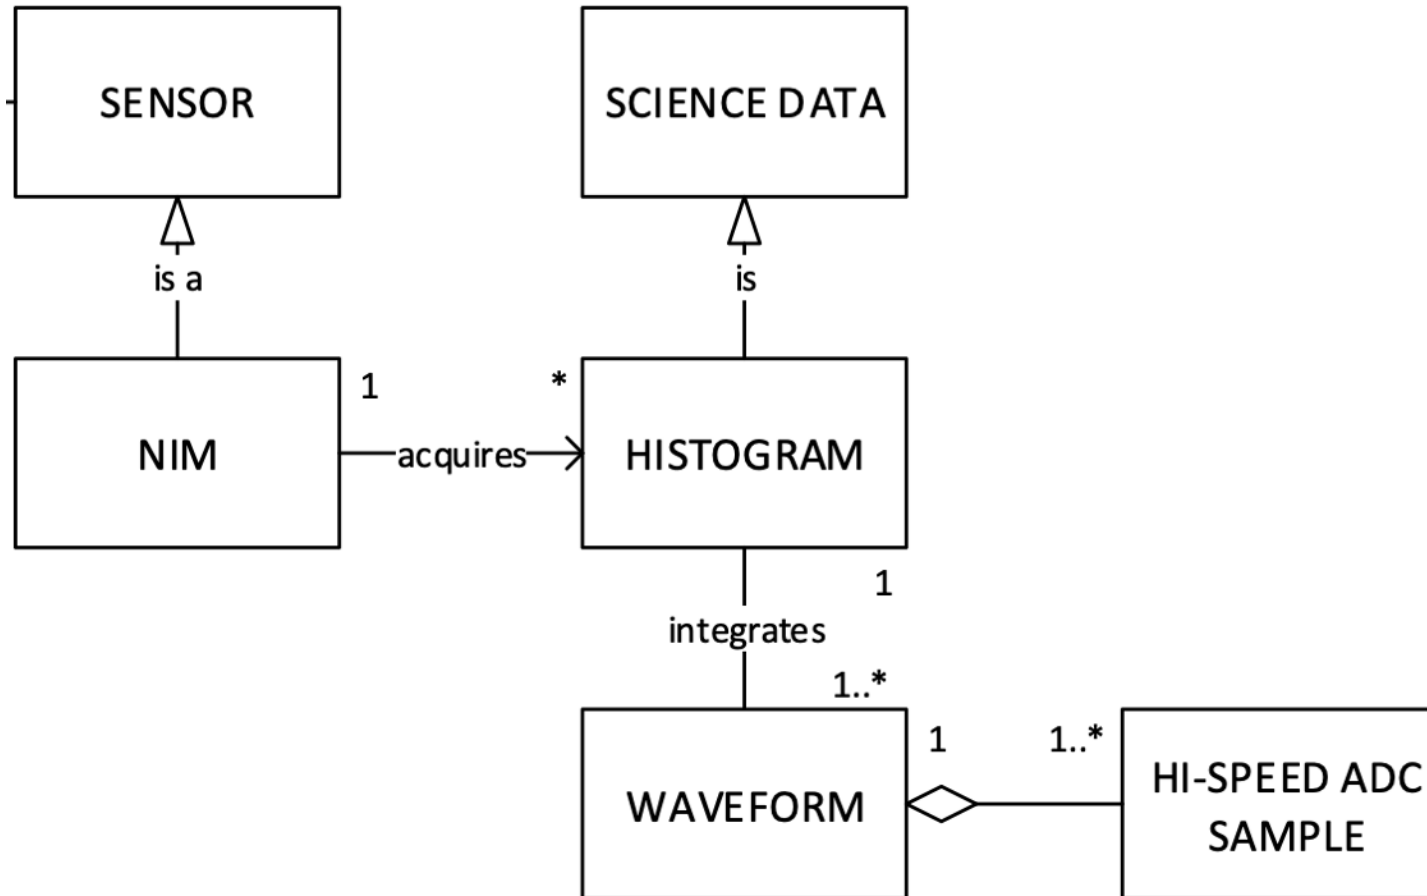 SENSOR
SCIENCE DATA
is a
is
1
*
NIM
acquires
HISTOGRAM
1
integrates
1..*
1
1..*
WAVEFORM
HI-SPEED ADC
SAMPLE